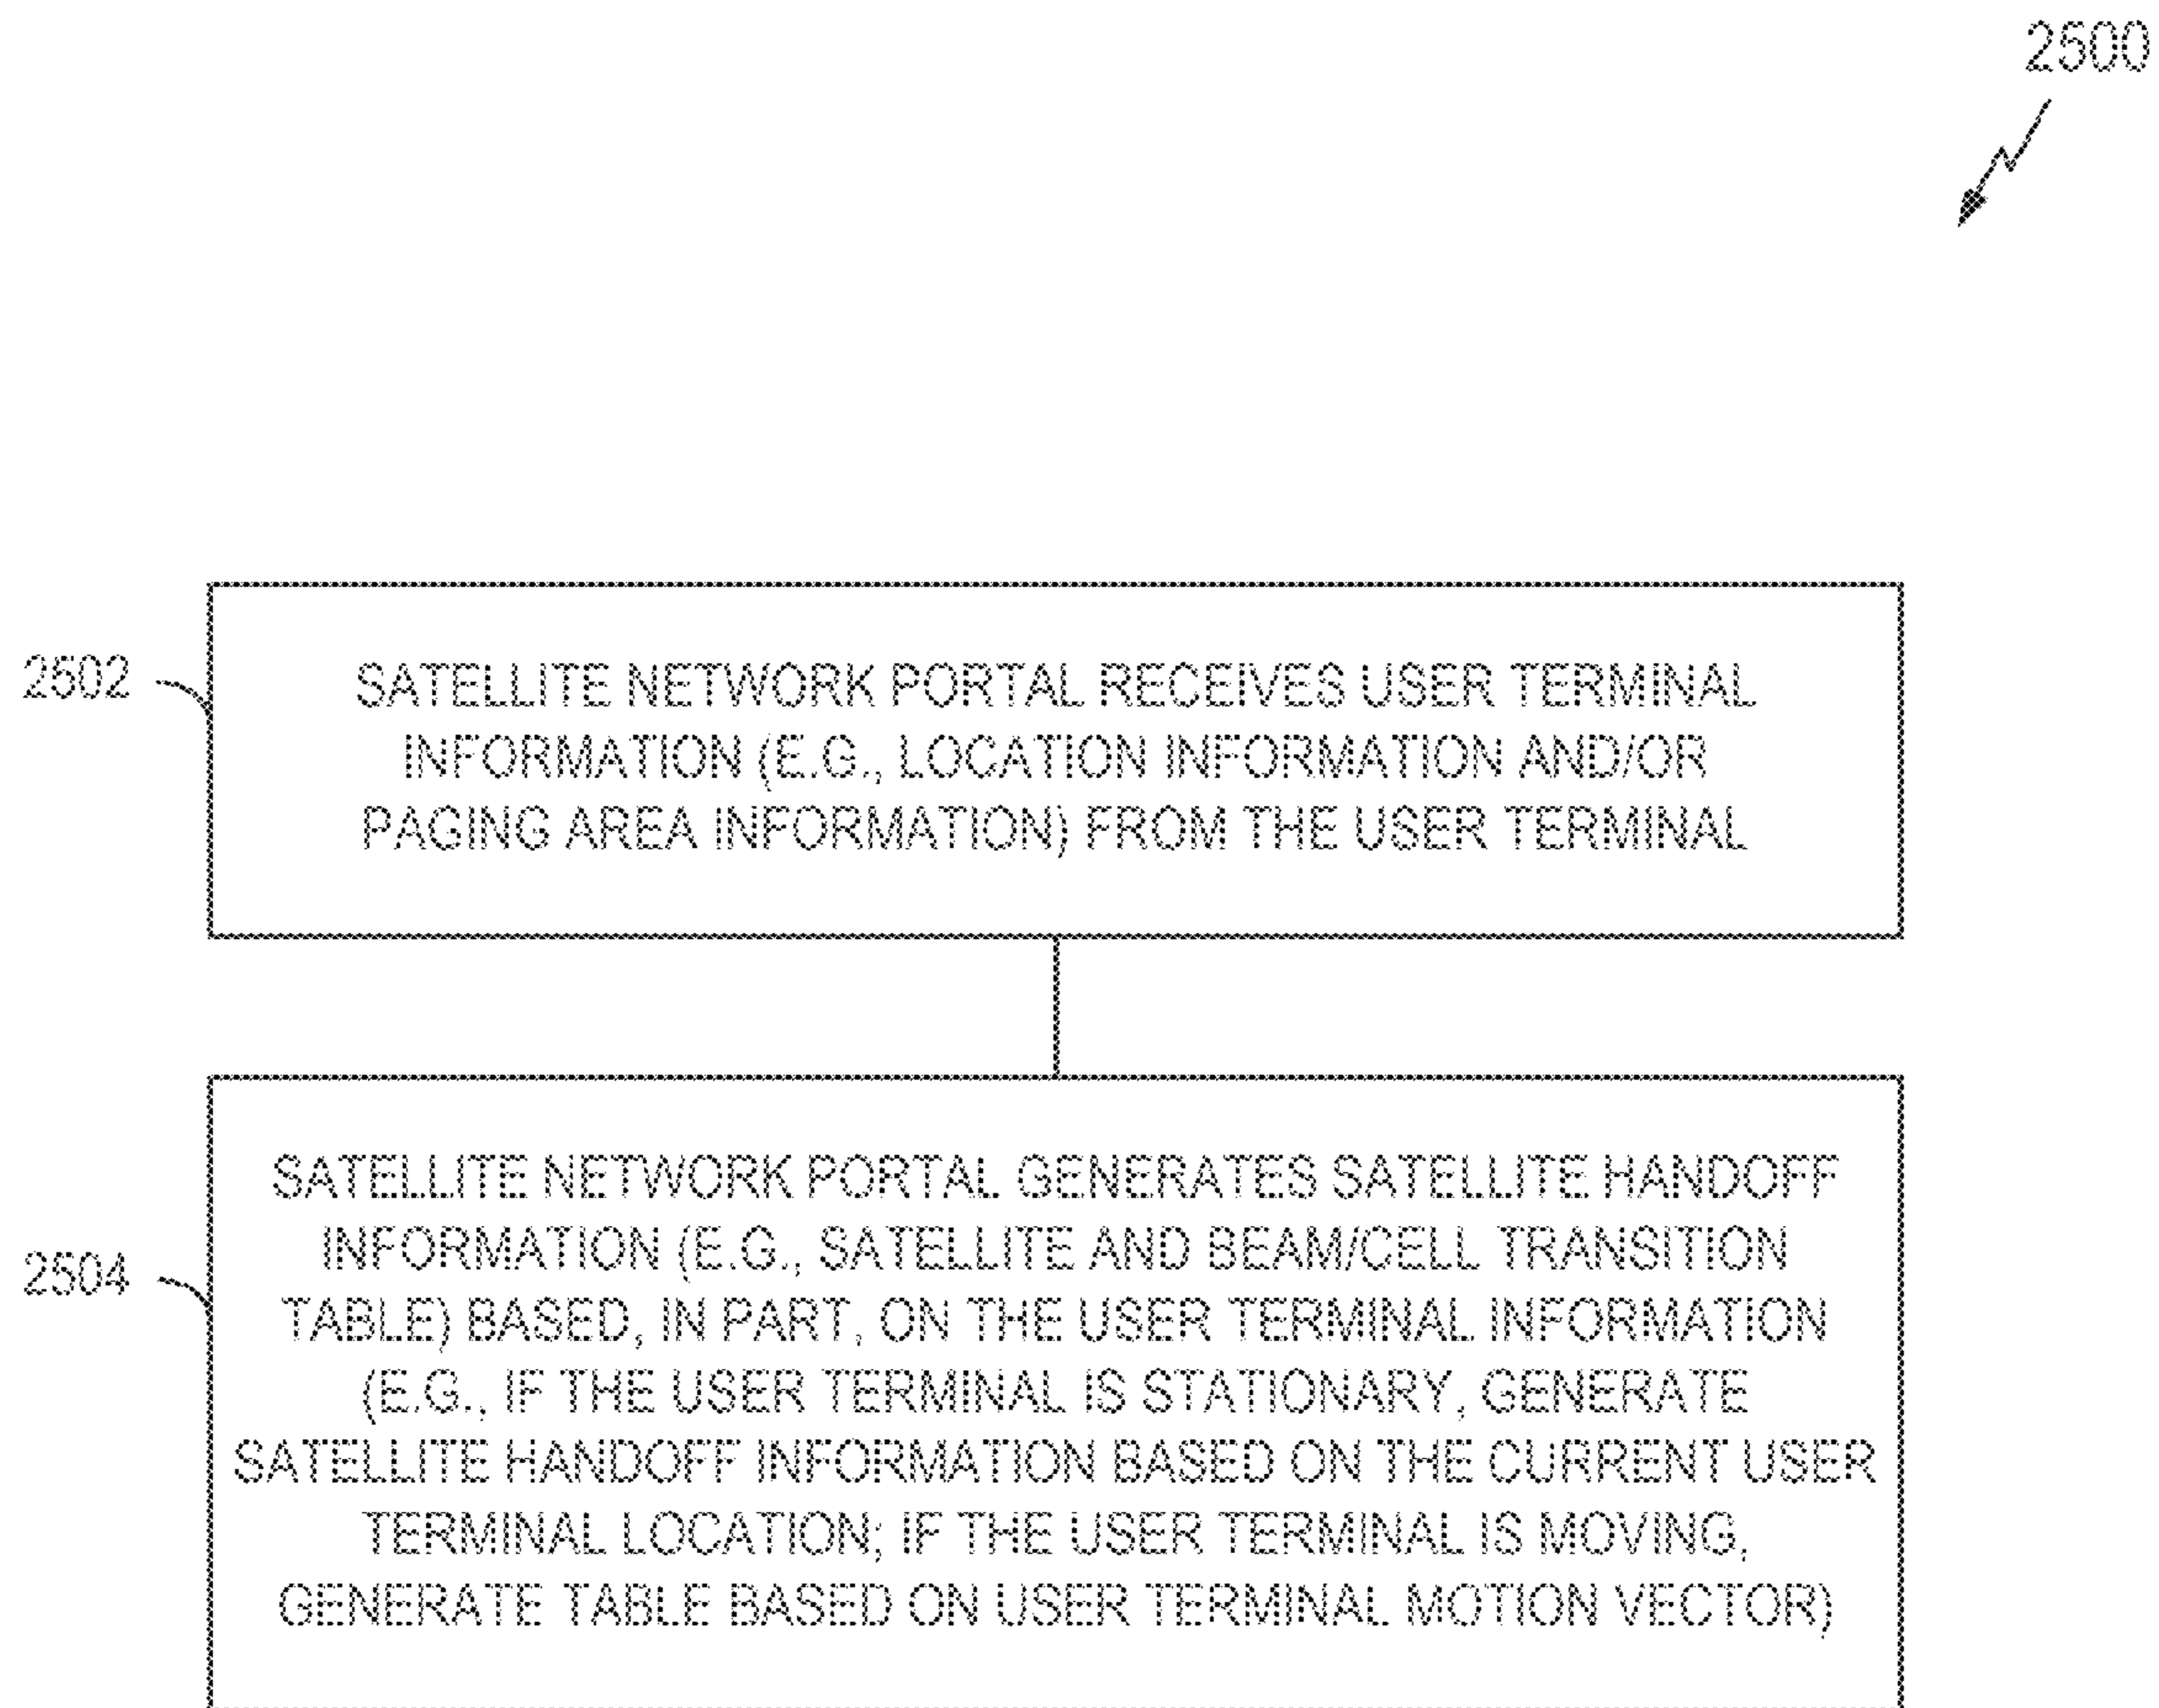 2500
2502
SATELLITE NETWORK PORTAL RECEIVES USER TERMINAL
INFORMATION (E.G., LOCATION INFORMATION AND/OR
PAGING AREA INFORMATION) FROM THE USER TERMINAL
2504
SATELLITE NETWORK PORTAL GENERATES SATELLITE HANDOFF
INFORMATION (E.G., SATELLITE AND BEAM/CELL TRANSITION
TABLE) BASED, IN PART, ON THE USER TERMINAL INFORMATION
(E.G., IF THE USER TERMINAL IS STATIONARY, GENERATE
SATELLITE HANDOFF INFORMATION BASED ON THE CURRENT USER
TERMINAL LOCATION; IF THE USER TERMINAL IS MOVING,
GENERATE TABLE BASED ON USER TERMINAL MOTION VECTOR)